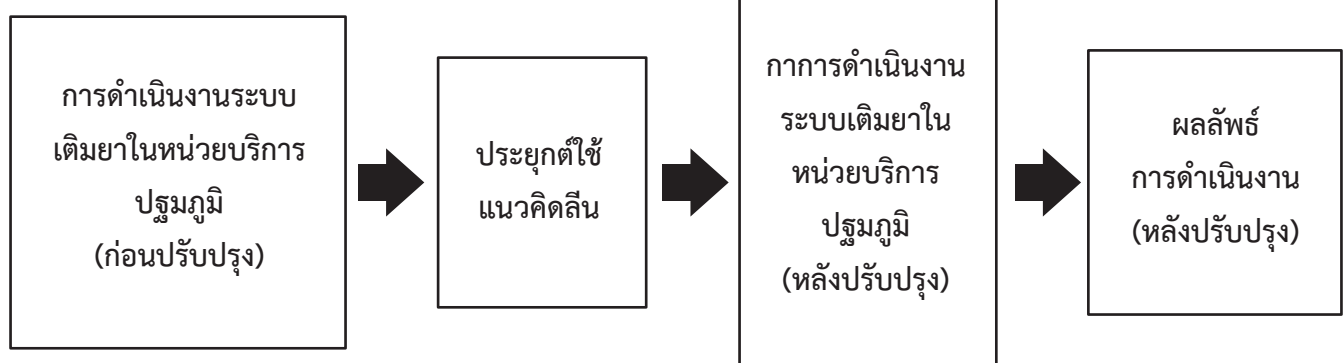 การดำเนินงานระบบ
เติมยาในหน่วยบริการ
ปฐมภูมิ
(ก่อนปรับปรุง)
ประยุกต์ใช้
แนวคิดลีน
กาการดำเนินงาน
ระบบเติมยาใน
หน่วยบริการ
ปฐมภูมิ
(หลังปรับปรุง)
ผลลัพธ์
การดำเนินงาน
(หลังปรับปรุง)